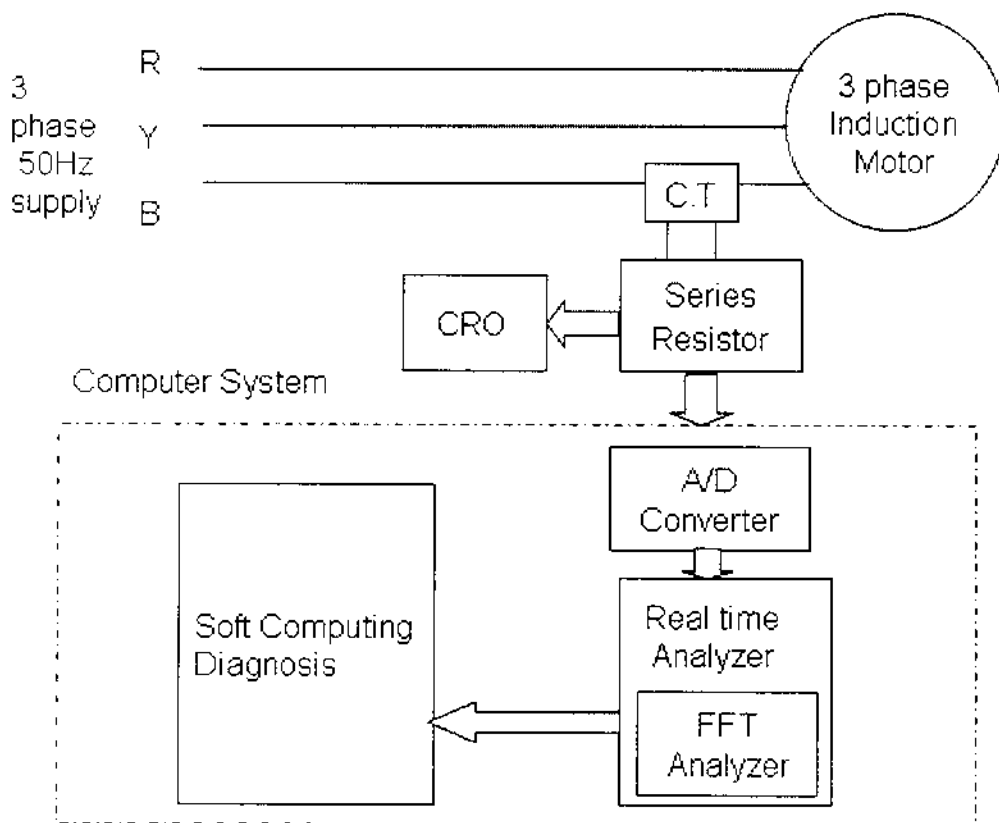 R
3
phase
50Hz
supply
Y
B
3 phase
Induction
Motor
C.T
CRO
Series
Resistor
Computer System
A/D
Converter
Soft Computing
Diagnosis
Real time
Analyzer
FFT
Analyzer